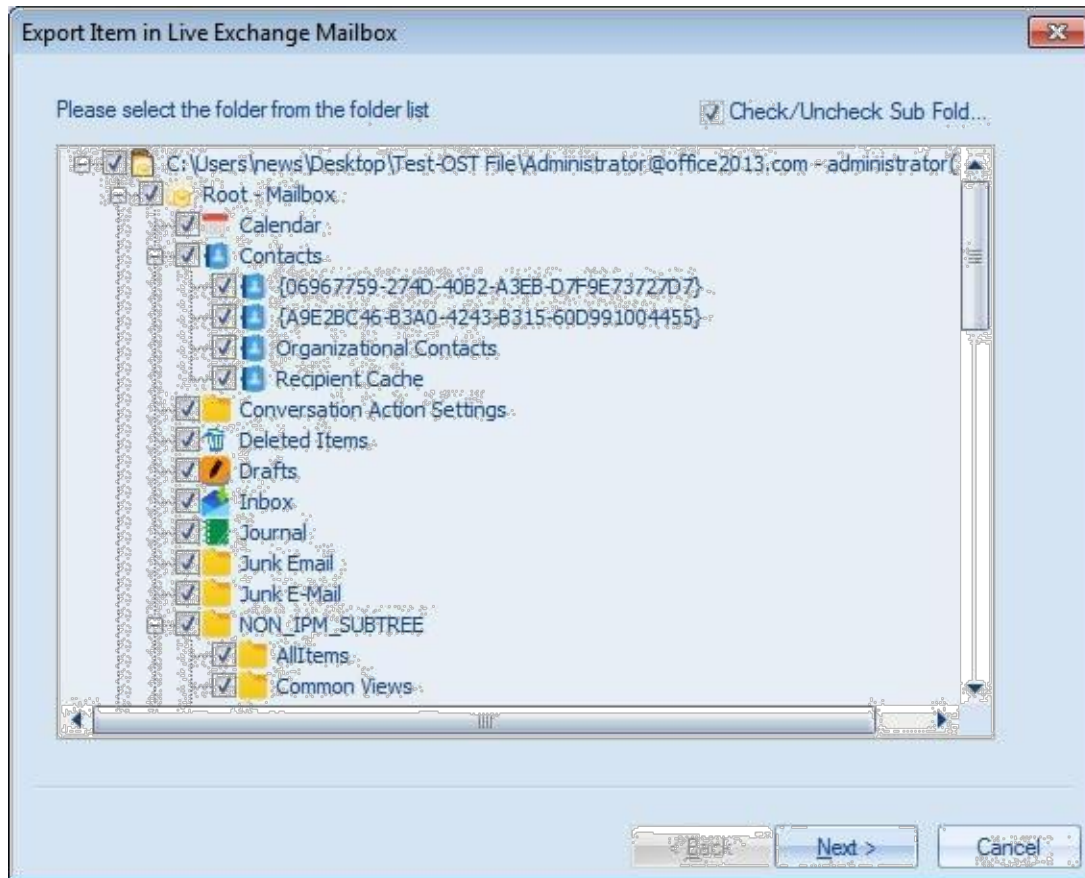 Export Item in Live Exchange Mailbox
Please select the folder from the folder list
Check/Uncheck Sub Fold...
C:\Users\news\Desktop\Test-OST File\Administrator@office2013.com - administrator(
Root - Mailbox
Calendar
Contacts
{06967759-274D-40B2-A3EB-D7F9E73727D7}
{A9E2BC46-B3A0-4243-B315-60D991004455}
Organizational Contacts
Recipient Cache
Conversation Action Settings
Deleted Items
Drafts
Inbox
Journal
Junk Email
Junk E-Mail
NON_IPM_SUBTREE
AllItems
Common Views
< Back
Next >
Cancel